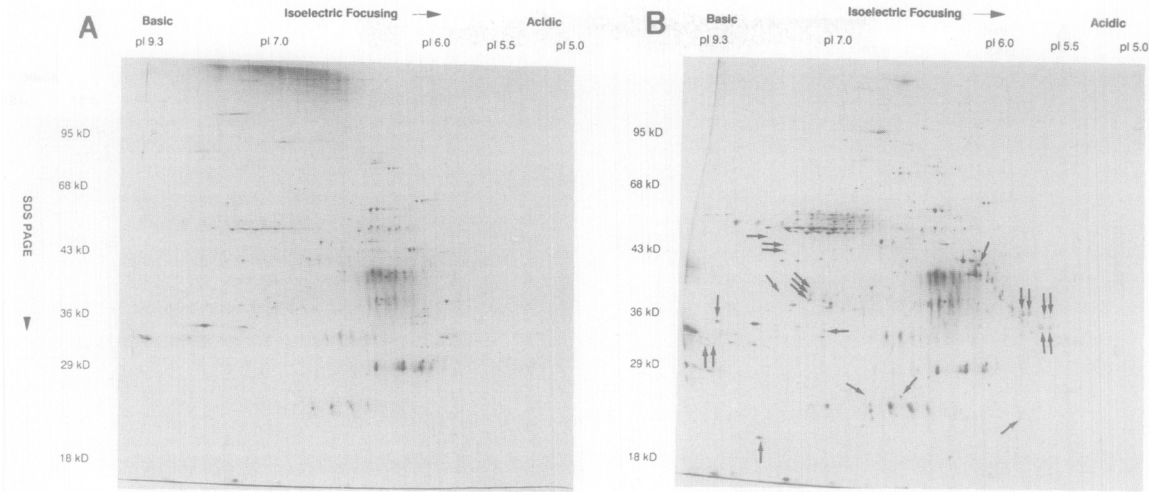 A
Basic
Isoelectric Focusing
Acidic
pI 9.3
pI 7.0
pI 6.0
pI 5.5
pI 5.0
95 kD
68 kD
43 kD
36 kD
29 kD
18 kD
SDS PAGE
B
Basic
Isoelectric Focusing
Acidic
pI 9.3
pI 7.0
pI 6.0
pI 5.5
pI 5.0
95 kD
68 kD
43 kD
36 kD
29 kD
18 kD